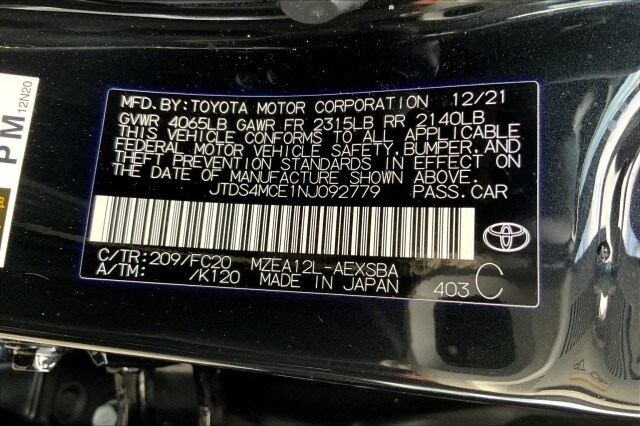 MFD.BY:TOYOTA MOTOR CORPORATION 12/21
GVWR 4065LB GAWR FR 2315LB RR 2140LB
THIS VEHICLE CONFORMS TO ALL APPLICABLE
FEDERAL MOTOR VEHICLE SAFETY,BUMPER,AND
THEFT PREVENTION STANDARDS IN EFFECT ON
THE DATE OF MANUFACTURE SHOWN ABOVE.
JTDS4MCE1NJ092779 PASS.CAR
C/TR:209/FC20 MZEA12L-AEXSBA
A/TM: /K120 MADE IN JAPAN 403 C
PM
12N20